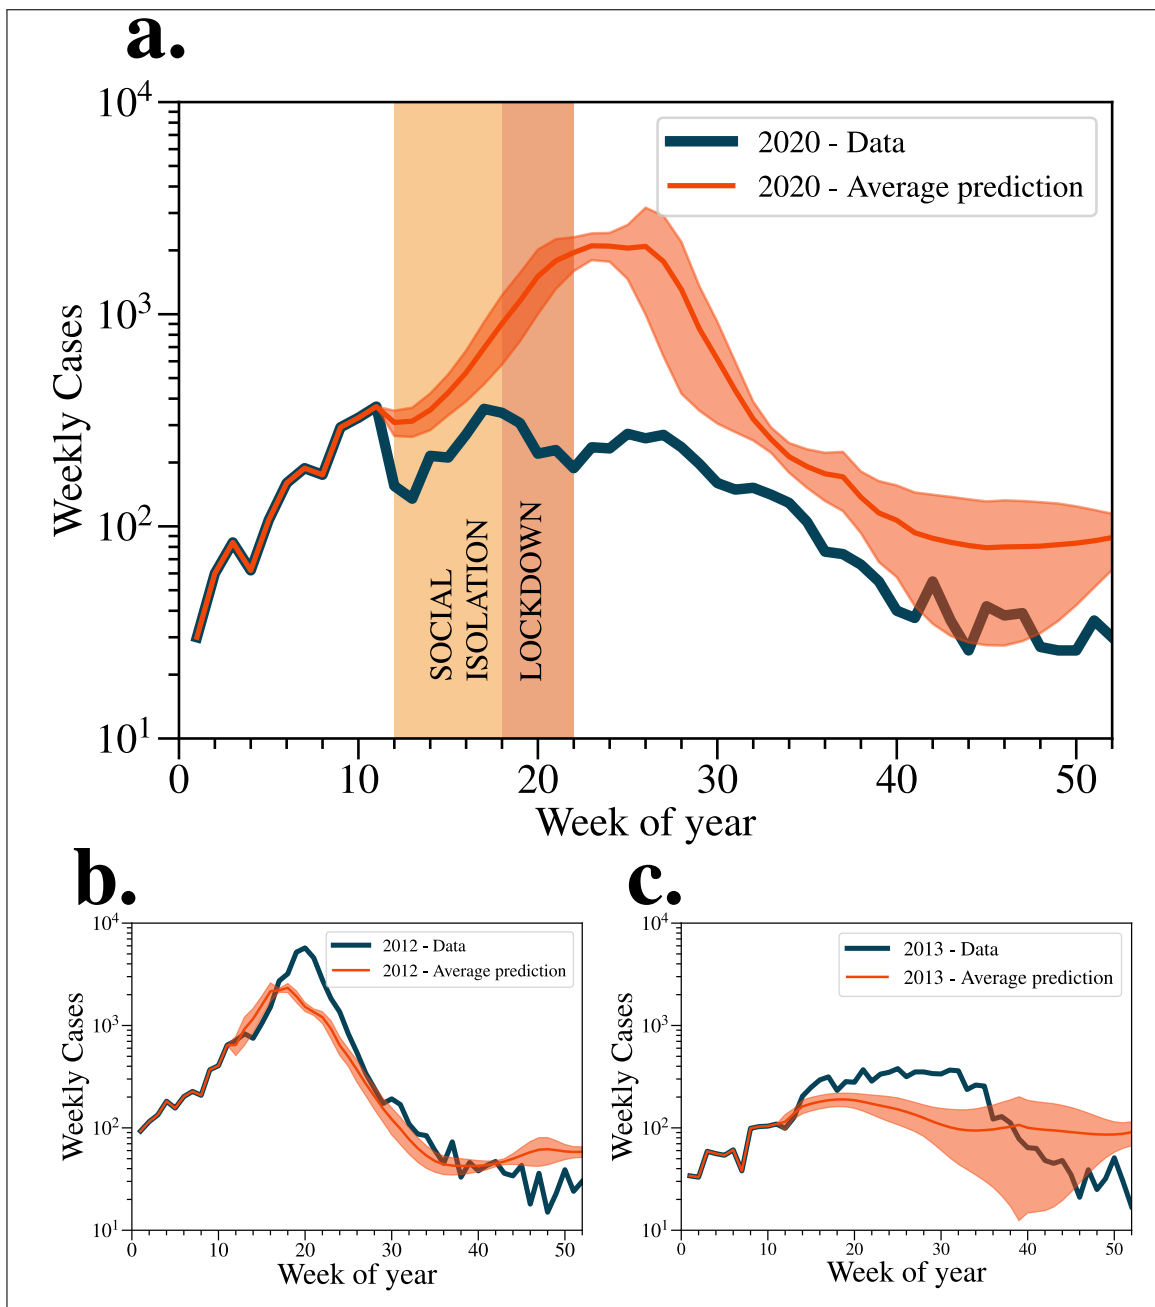 a.
10^4
10^3
10^2
10^1
Weekly Cases
2020 - Data
2020 - Average prediction
SOCIAL
ISOLATION
LOCKDOWN
0 10 20 30 40 50
Week of year
b.
10^4
10^3
10^2
10^1
Weekly Cases
2012 - Data
2012 - Average prediction
0 10 20 30 40 50
Week of year
c.
10^4
10^3
10^2
10^1
Weekly Cases
2013 - Data
2013 - Average prediction
0 10 20 30 40 50
Week of year